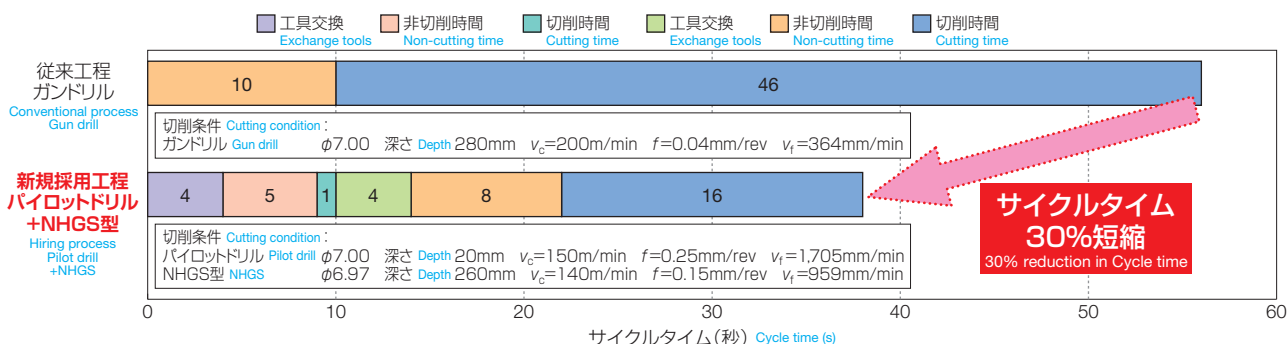 工具交換 非切削時間 切削時間 工具交換 非切削時間 切削時間
Exchange tools Non-cutting time Cutting time Exchange tools Non-cutting time Cutting time
従来工程
ガンドリル
Conventional process
Gun drill
10 46
切削条件 Cutting condition :
ガンドリル Gun drill φ7.00 深さ Depth 280mm vc=200m/min f=0.04mm/rev vf=364mm/min
新規採用工程
パイロットドリル
+NHGS型
Hiring process
Pilot drill
+NHGS
4 5 1 4 8 16
切削条件 Cutting condition :
パイロットドリル Pilot drill φ7.00 深さ Depth 20mm vc=150m/min f=0.25mm/rev vf=1,705mm/min
NHGS型 NHGS φ6.97 深さ Depth 260mm vc=140m/min f=0.15mm/rev vf=959mm/min
サイクルタイム
30%短縮
30% reduction in Cycle time
0 10 20 30 40 50 60
サイクルタイム(秒) Cycle time (s)